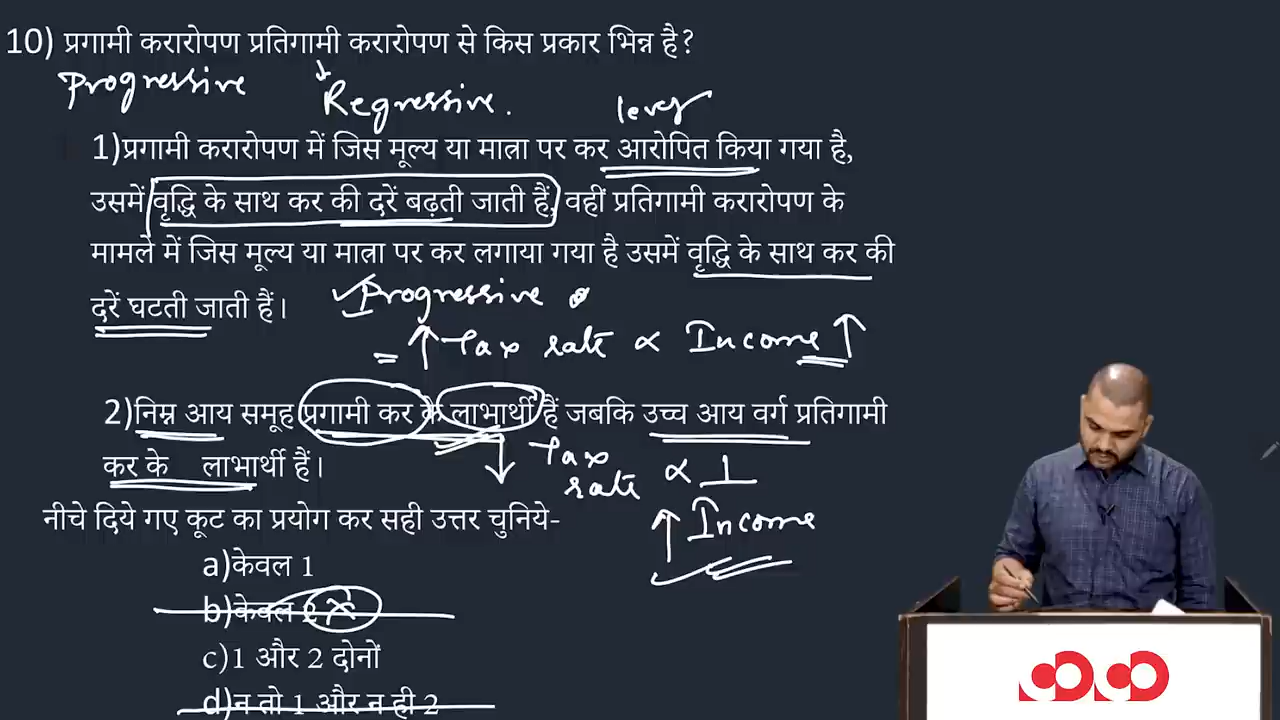 10) प्रगामी करारोपण प्रतिगामी करारोपण से किस प्रकार भिन्न है?
Progressive
Regressive.
levy
1)प्रगामी करारोपण में जिस मूल्य या मात्रा पर कर आरोपित किया गया है,
उसमें वृद्धि के साथ कर की दरें बढ़ती जाती हैं, वहीं प्रतिगामी करारोपण के
मामले में जिस मूल्य या मात्रा पर कर लगाया गया है उसमें वृद्धि के साथ कर की
दरें घटती जाती हैं।
Progressive
= ↑ Tax rate ∝ Income ↑
2)निम्न आय समूह प्रगामी कर के लाभार्थी हैं जबकि उच्च आय वर्ग प्रतिगामी
कर के लाभार्थी हैं।
↓ Tax rate ∝ 1
↑ Income
नीचे दिये गए कूट का प्रयोग कर सही उत्तर चुनिये-
a)केवल 1
b)केवल 2
c)1 और 2 दोनों
d)न तो 1 और न ही 2